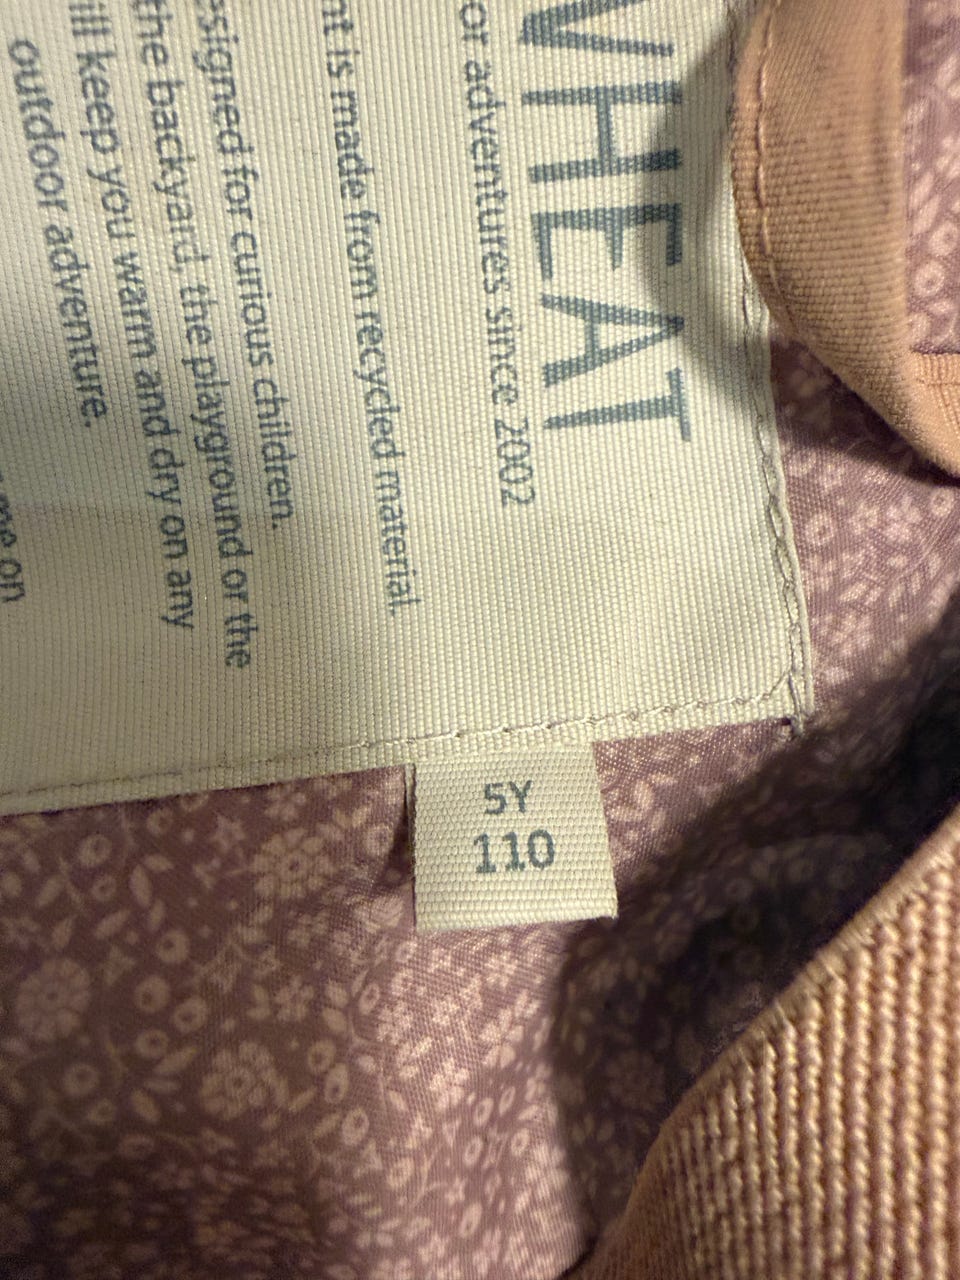 WHEAT
or adventures since 2002
nt is made from recycled material.
esigned for curious children.
the backyard, the playground or the
ill keep you warm and dry on any
outdoor adventure.
on
5Y
110